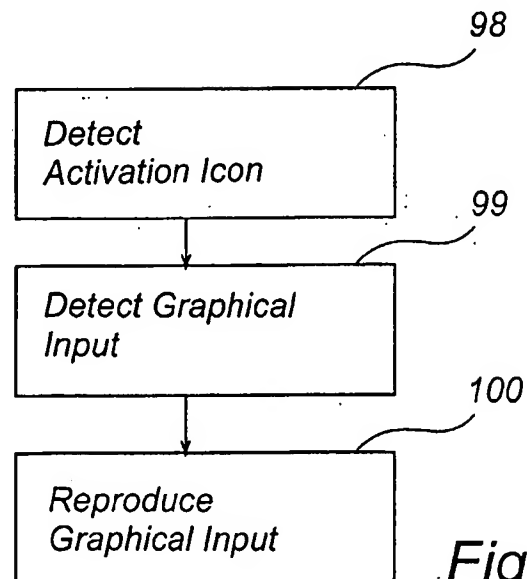 98
Detect
Activation Icon
99
Detect Graphical
Input
100
Reproduce
Graphical Input
Fig